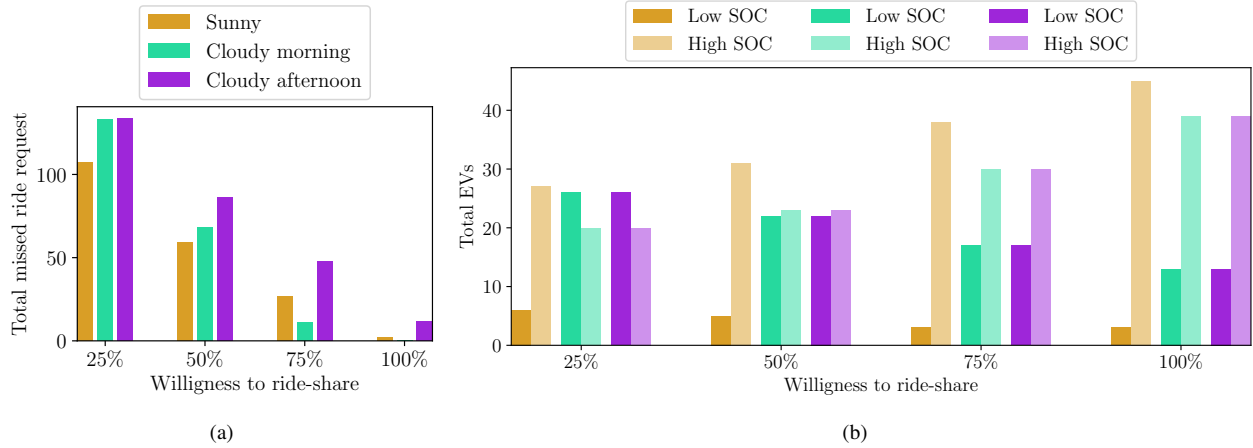 Sunny
Cloudy morning
Cloudy afternoon
Total missed ride request
100
50
0
25% 50% 75% 100%
Willigness to ride-share
(a)
Low SOC Low SOC Low SOC
High SOC High SOC High SOC
Total EVs
40
30
20
10
0
25% 50% 75% 100%
Willigness to ride-share
(b)